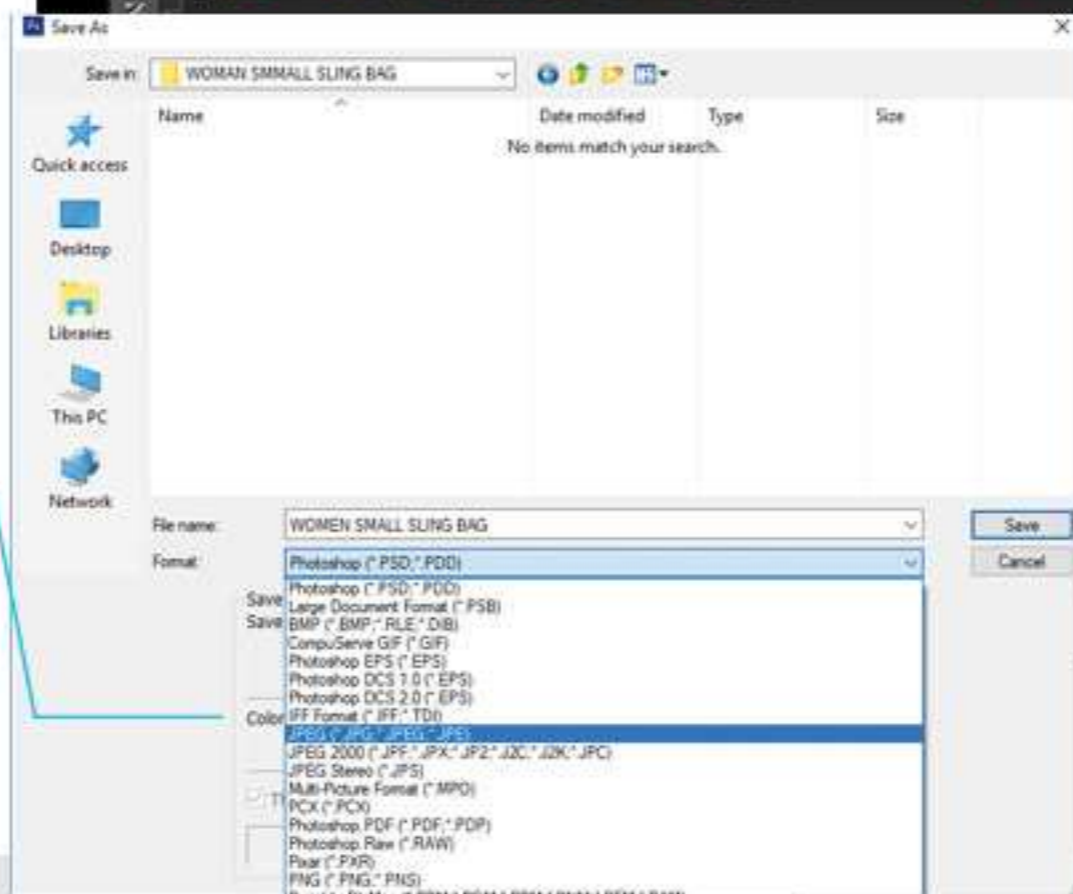 Ps Save As
Save in: WOMAN SMMALL SLING BAG
Name Date modified Type Size
No items match your search.
Quick access
Desktop
Libraries
This PC
Network
File name: WOMEN SMALL SLING BAG Save
Format: Photoshop (*.PSD;*.PDD) Cancel
Photoshop (*.PSD;*.PDD)
Save Large Document Format (*.PSB)
Save BMP (*.BMP;*.RLE;*.DIB)
CompuServe GIF (*.GIF)
Photoshop EPS (*.EPS)
Photoshop DCS 1.0 (*.EPS)
Photoshop DCS 2.0 (*.EPS)
Color IFF Format (*.IFF;*.TDI)
JPEG (*.JPG;*.JPEG;*.JPE)
JPEG 2000 (*.JPF;*.JPX;*.JP2;*.J2C;*.J2K;*.JPC)
JPEG Stereo (*.JPS)
Multi-Picture Format (*.MPO)
PCX (*.PCX)
Photoshop PDF (*.PDF;*.PDP)
Photoshop Raw (*.RAW)
Pixar (*.PXR)
PNG (*.PNG;*.PNS)